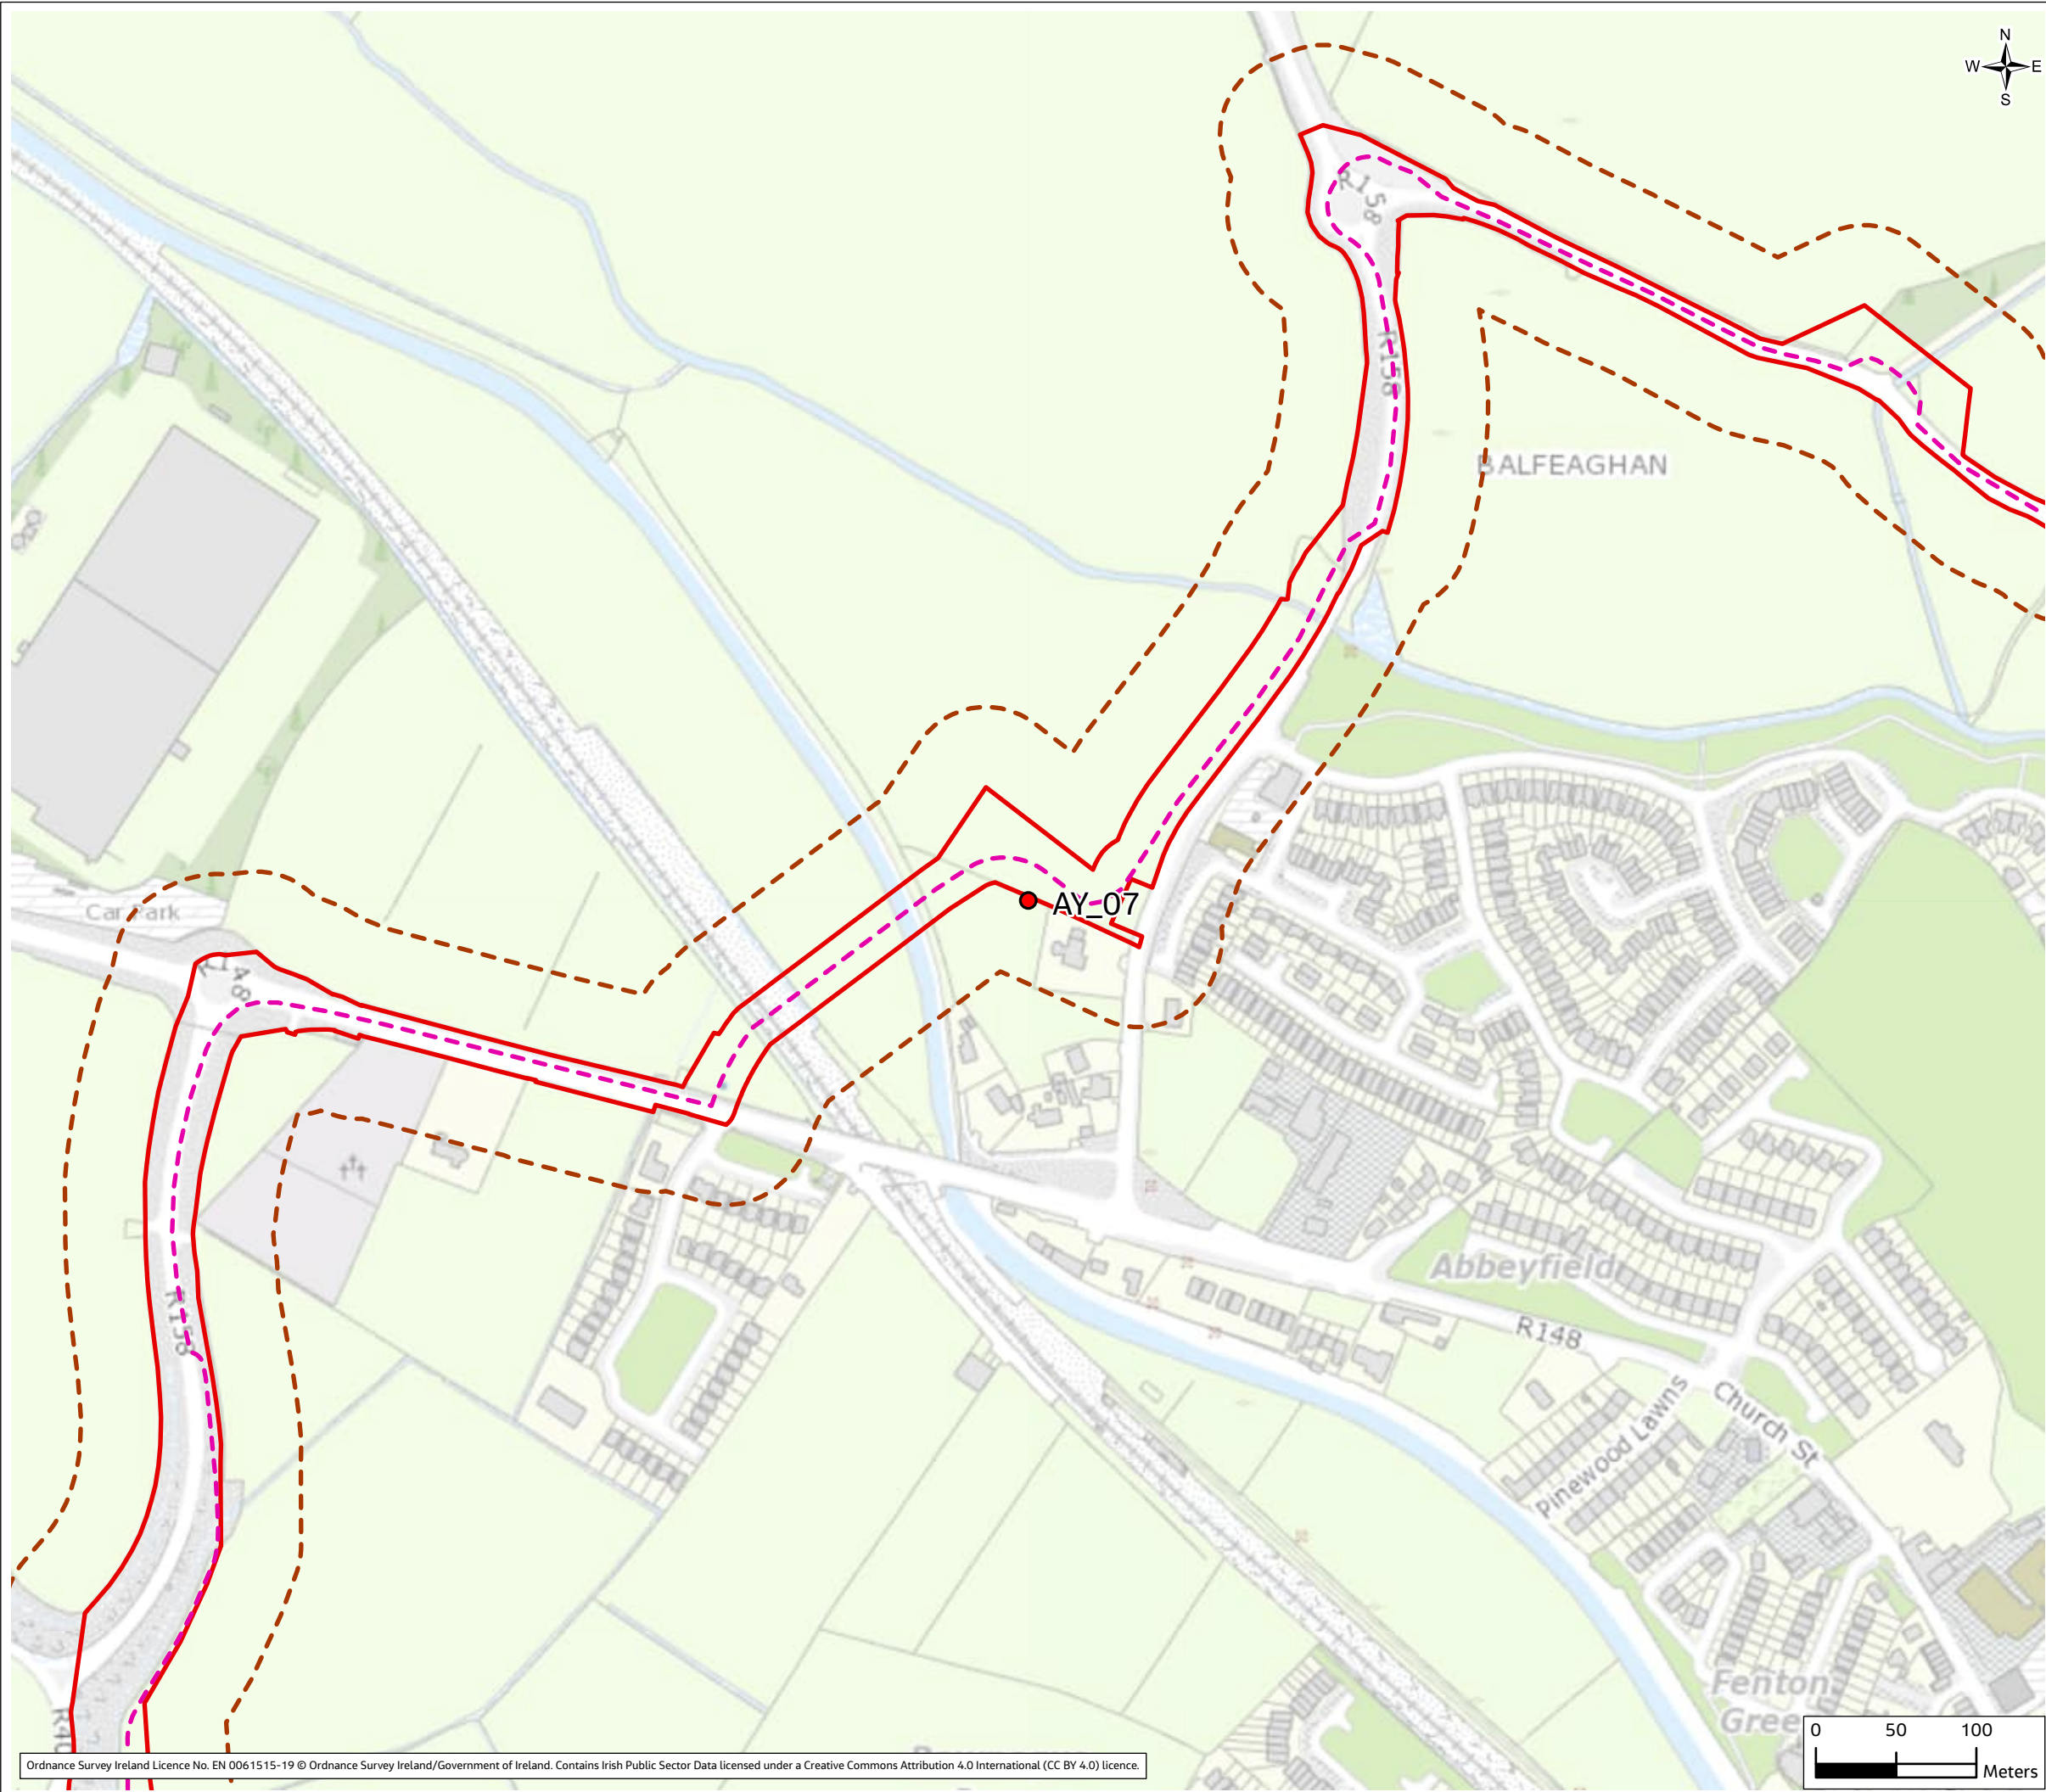 N
W E
S
R158
R158
BALFEAGHAN
AY_07
Car Park
R148
R158
Abbeyfield
R148
Pinewood Lawns
Church St
Fenton
Gree
0 50 100
Meters
Ordnance Survey Ireland Licence No. EN 0061515-19 © Ordnance Survey Ireland/Government of Ireland. Contains Irish Public Sector Data licensed under a Creative Commons Attribution 4.0 International (CC BY 4.0) licence.